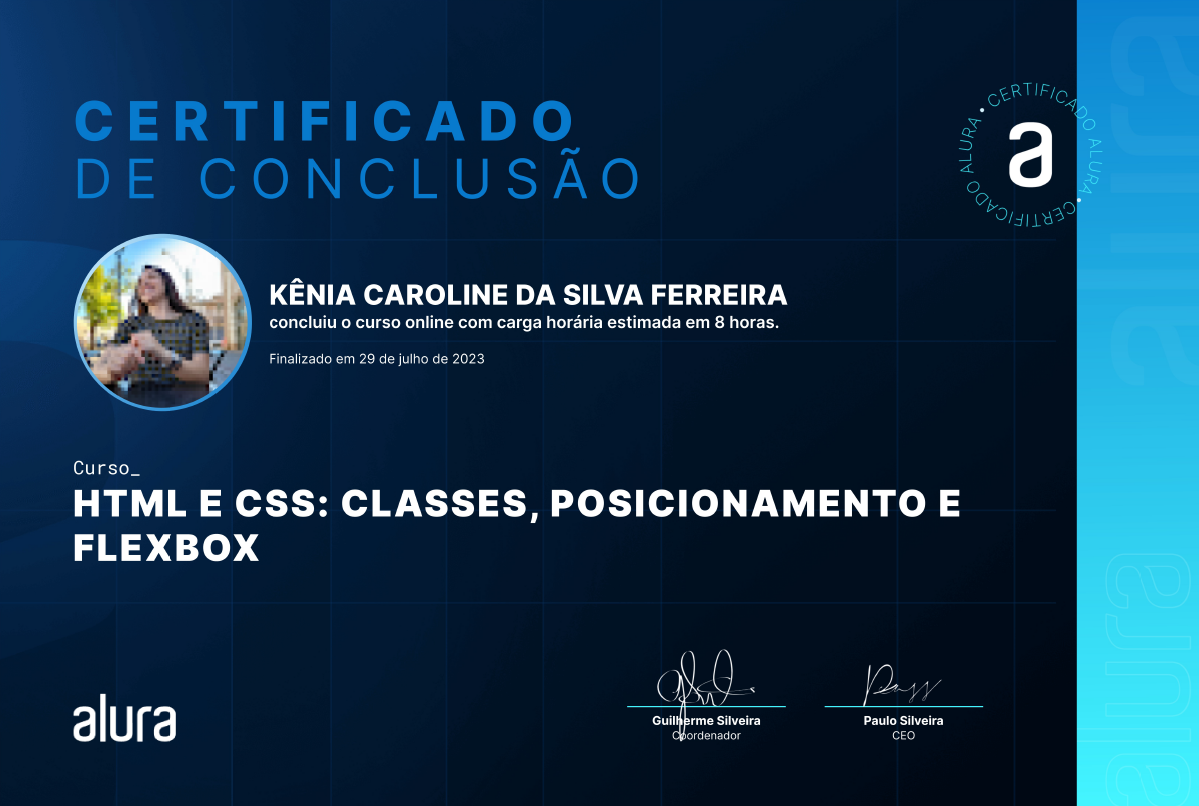 CERTIFICADO
DE CONCLUSÃO
CERTIFICADO ALURA • CERTIFICADO ALURA •
a
KÊNIA CAROLINE DA SILVA FERREIRA
concluiu o curso online com carga horária estimada em 8 horas.
Finalizado em 29 de julho de 2023
Curso_
HTML E CSS: CLASSES, POSICIONAMENTO E
FLEXBOX
alura
Guilherme Silveira
Coordenador
Paulo Silveira
CEO
alura
alura